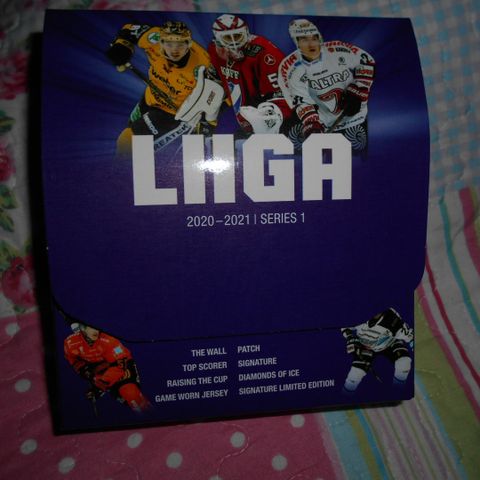 LIIGA
2020–2021 | SERIES 1
THE WALL PATCH
TOP SCORER SIGNATURE
RAISING THE CUP DIAMONDS OF ICE
GAME WORN JERSEY SIGNATURE LIMITED EDITION